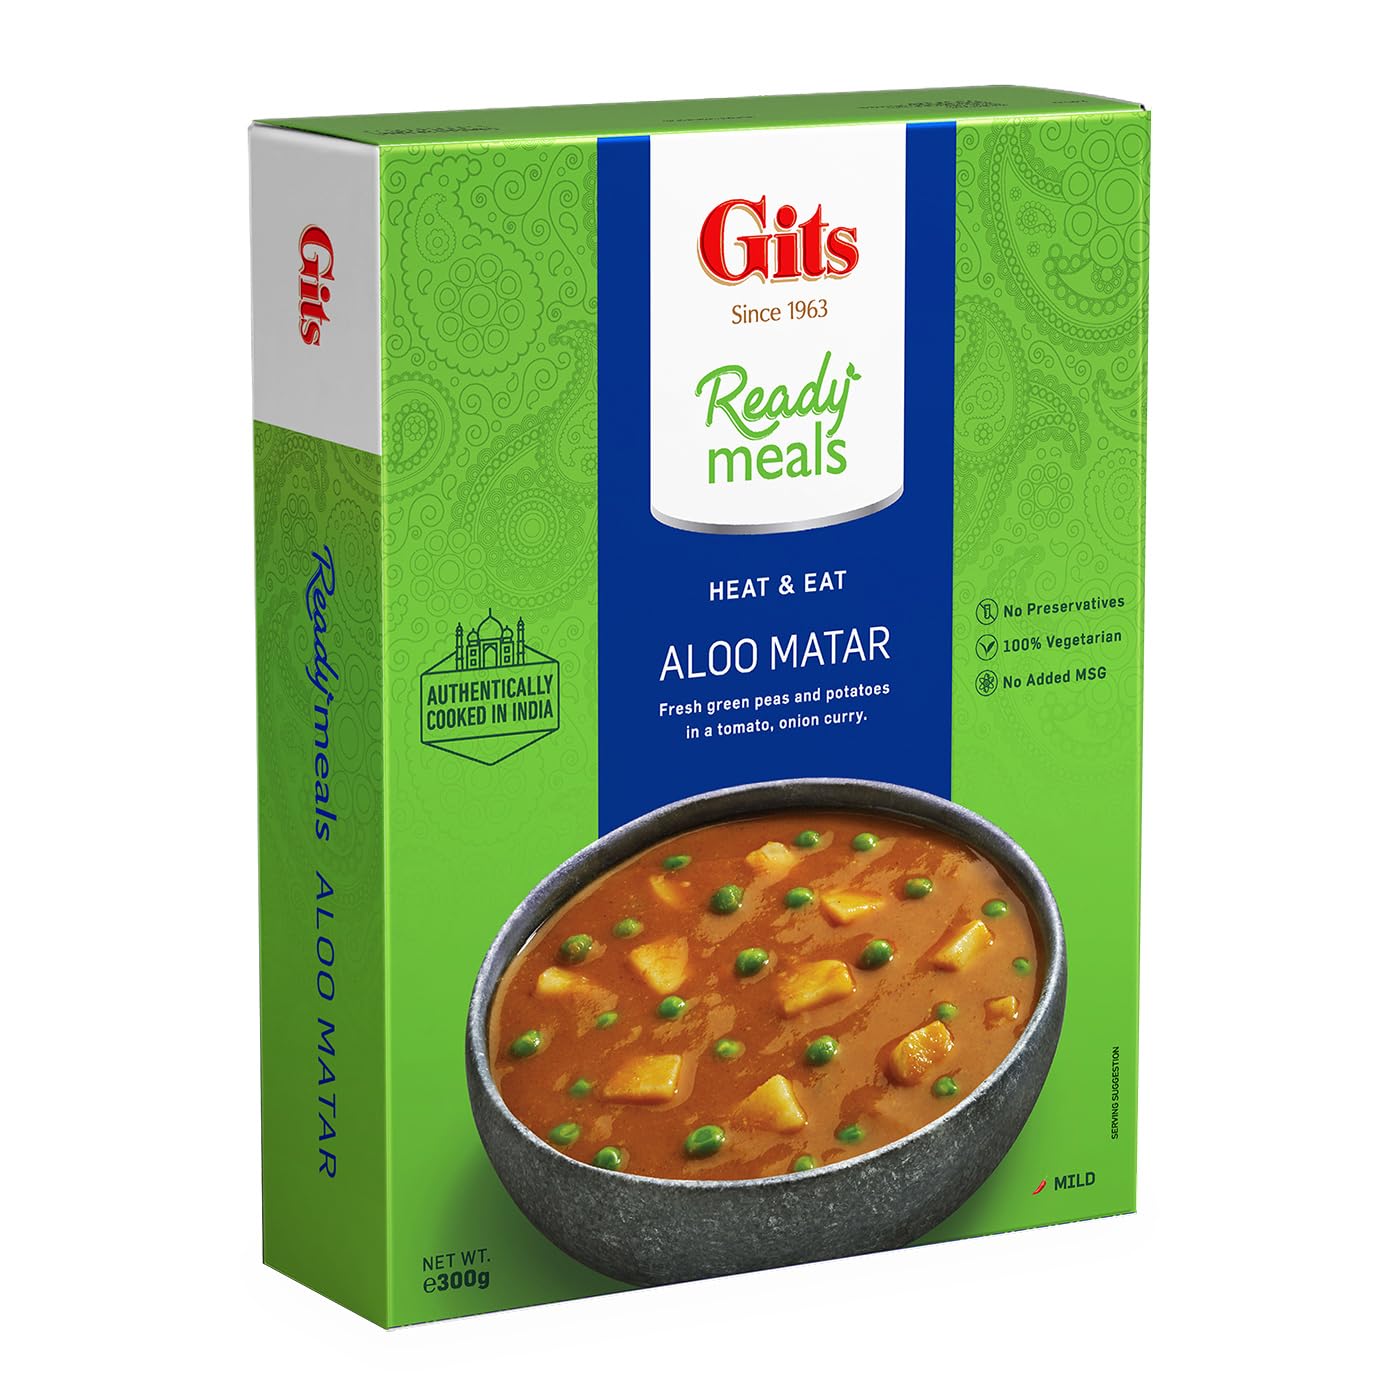 Gits
Since 1963
Ready
meals
HEAT & EAT
ALOO MATAR
Fresh green peas and potatoes
in a tomato, onion curry.
AUTHENTICALLY
COOKED IN INDIA
No Preservatives
100% Vegetarian
No Added MSG
SERVING SUGGESTION
MILD
NET WT.
℮300g
Gits
Ready meals ALOO MATAR